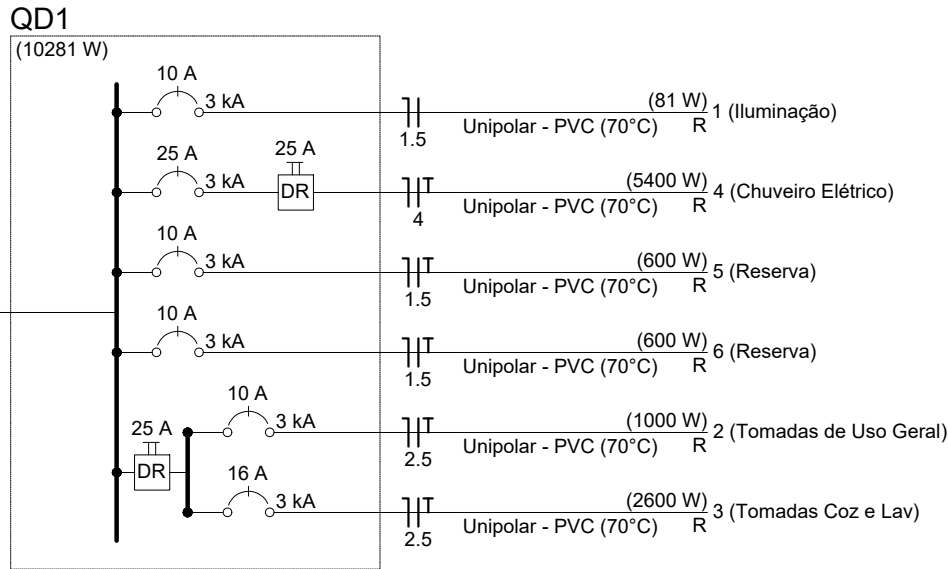 QD1
(10281 W)
10 A
3 kA
1.5
(81 W)
Unipolar - PVC (70°C)
R
1 (Iluminação)
25 A
3 kA
25 A
DR
T
4
(5400 W)
Unipolar - PVC (70°C)
R
4 (Chuveiro Elétrico)
10 A
3 kA
T
1.5
(600 W)
Unipolar - PVC (70°C)
R
5 (Reserva)
10 A
3 kA
T
1.5
(600 W)
Unipolar - PVC (70°C)
R
6 (Reserva)
25 A
DR
10 A
3 kA
T
2.5
(1000 W)
Unipolar - PVC (70°C)
R
2 (Tomadas de Uso Geral)
16 A
3 kA
T
2.5
(2600 W)
Unipolar - PVC (70°C)
R
3 (Tomadas Coz e Lav)